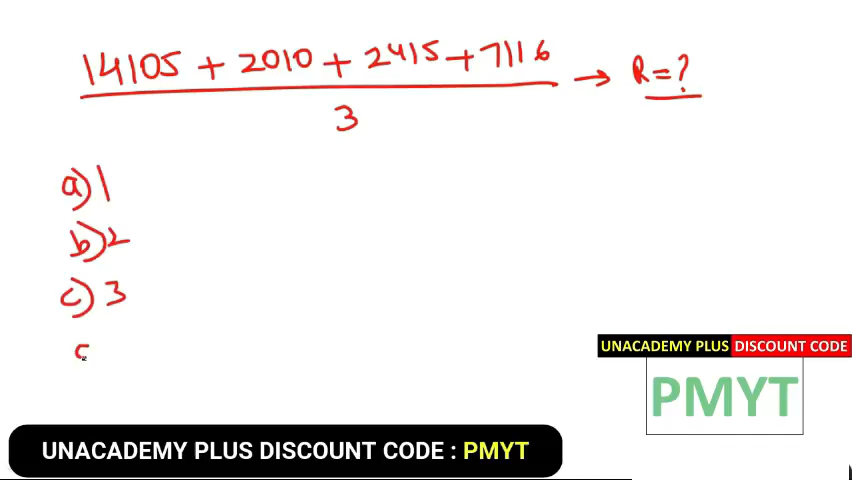 14105 + 2010 + 2415 + 7116 → R = ?
3
a) 1
b) 2
c) 3
UNACADEMY PLUS DISCOUNT CODE
PMYT
UNACADEMY PLUS DISCOUNT CODE : PMYT